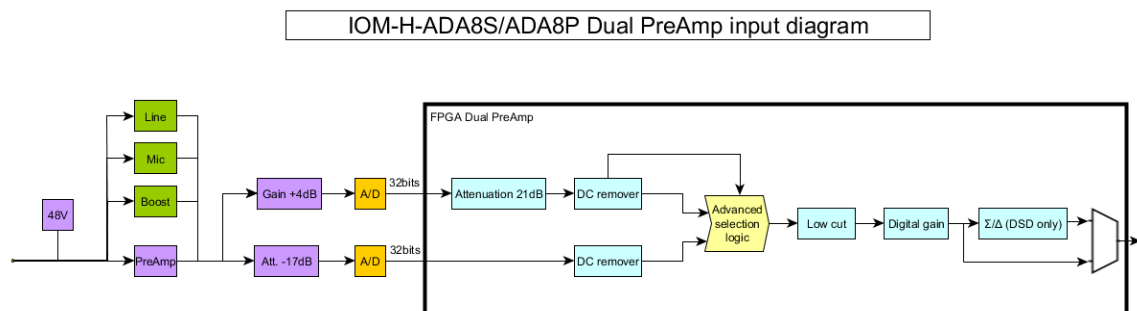 IOM-H-ADA8S/ADA8P Dual PreAmp input diagram
FPGA Dual PreAmp
Line
Mic
Boost
48V
PreAmp
Gain +4dB
A/D
32bits
Attenuation 21dB
DC remover
Att. -17dB
A/D
32bits
DC remover
Advanced
selection
logic
Low cut
Digital gain
Σ/Δ (DSD only)